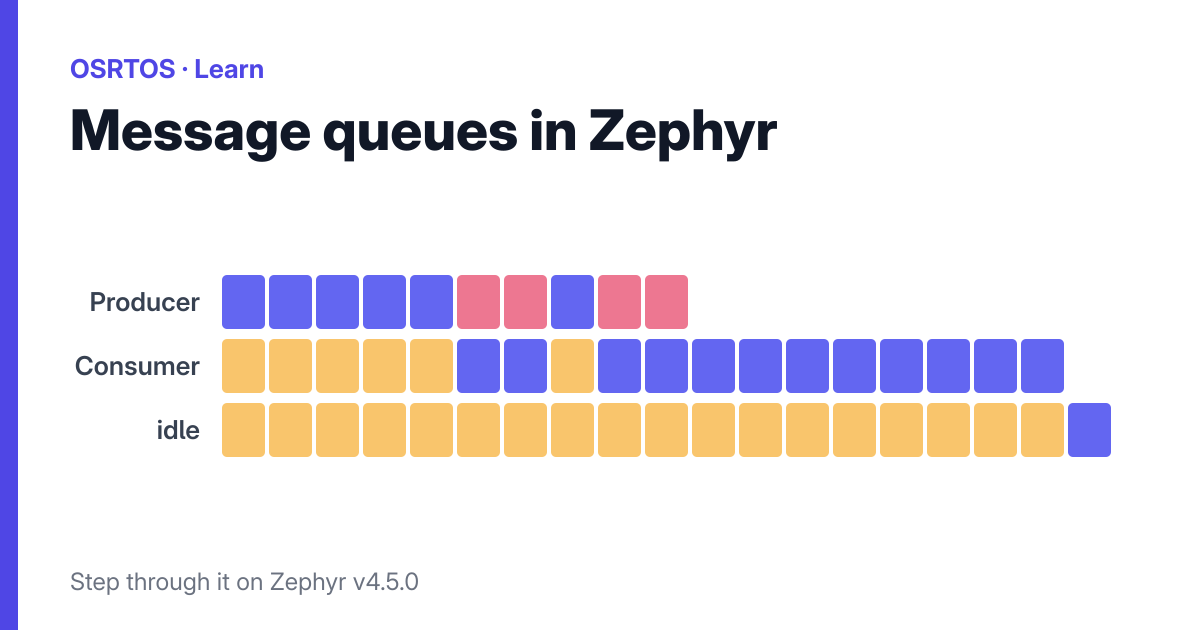 OSRTOS · Learn
Message queues in Zephyr
Producer
Consumer
idle
Step through it on Zephyr v4.5.0